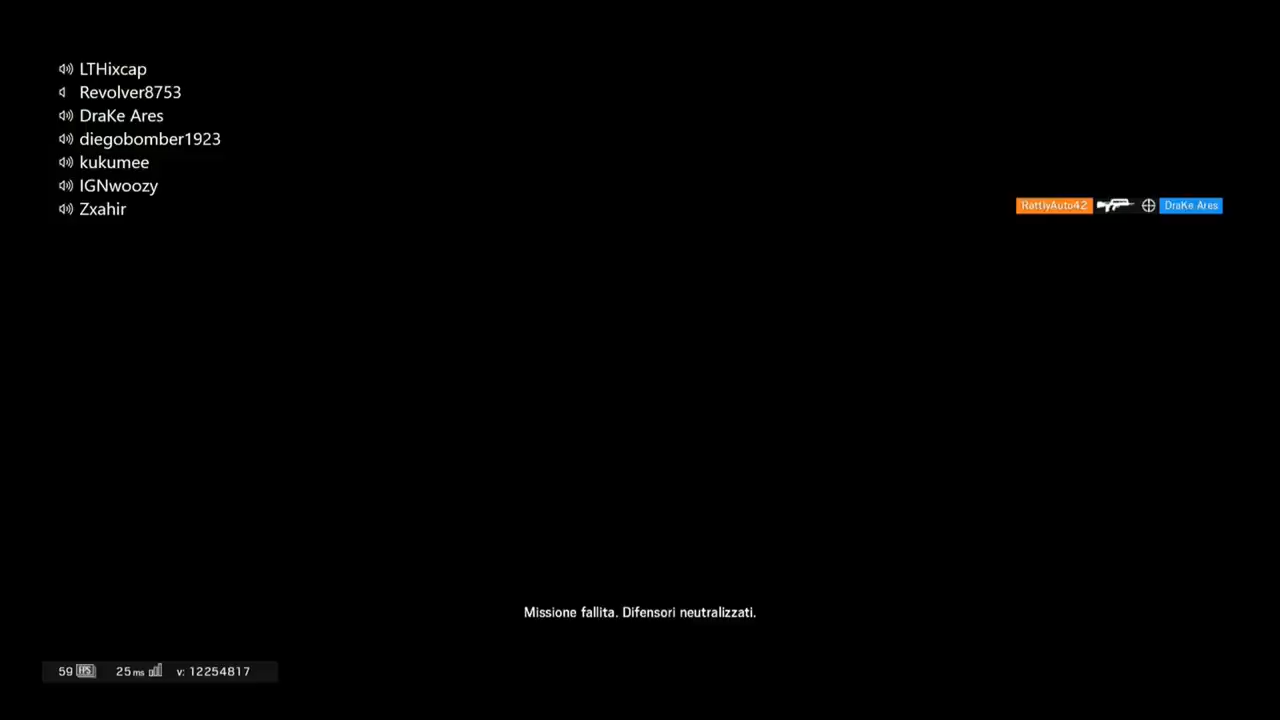 LTHixcap
Revolver8753
DraKe Ares
diegobomber1923
kukumee
IGNwoozy
Zxahir
RattlyAuto42 DraKe Ares
Missione fallita. Difensori neutralizzati.
59 FPS 25 ms v: 12254817